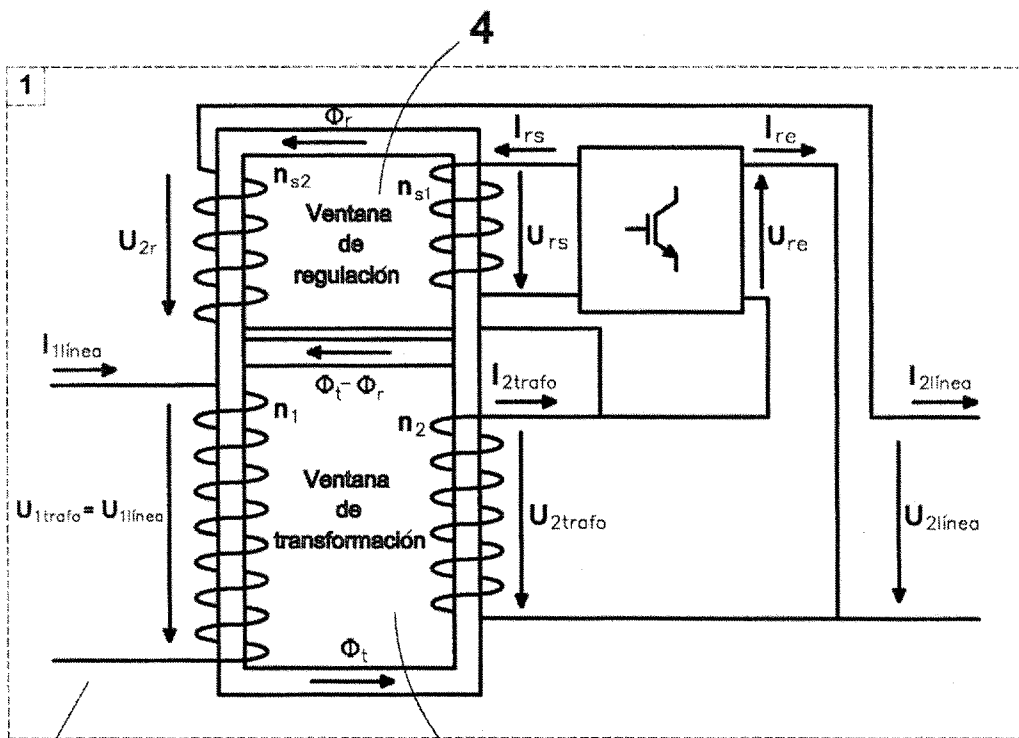 4
1
Φr
Irs
Ire
ns2
ns1
Ventana
de
regulación
U2r
Urs
Ure
I1línea
Φt- Φr
I2trafo
I2línea
n1
n2
Ventana
de
transformación
U1trafo = U1línea
U2trafo
U2línea
Φt